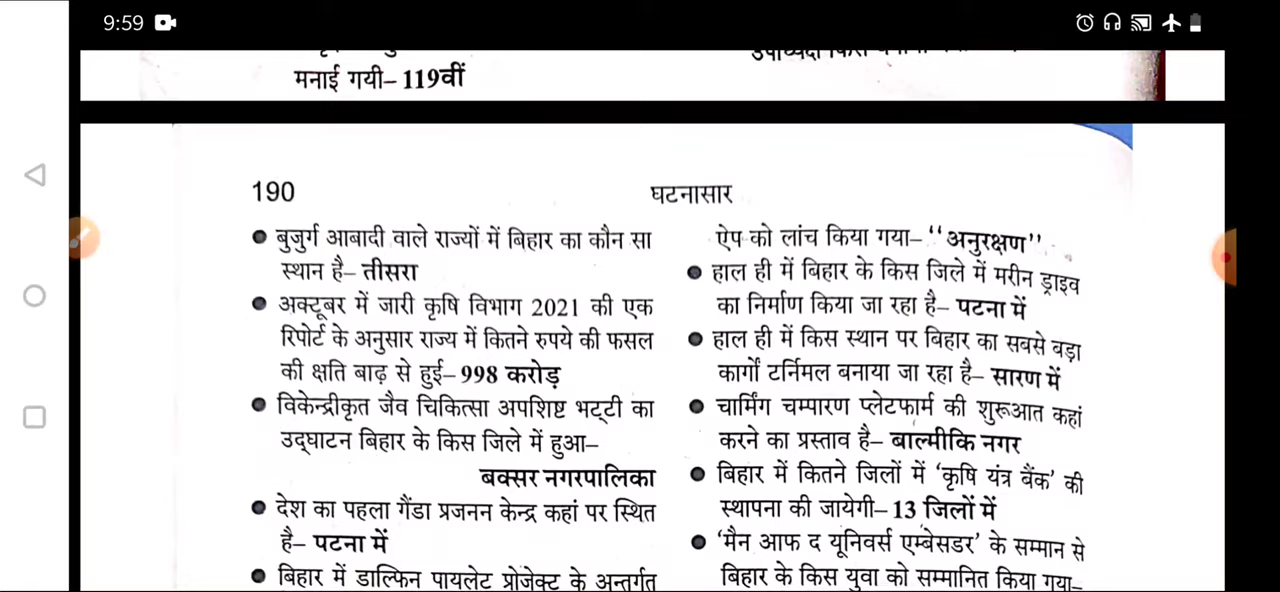 9:59
मनाई गयी– 119वीं
190
घटनासार
● बुजुर्ग आबादी वाले राज्यों में बिहार का कौन सा
स्थान है– तीसरा
● अक्टूबर में जारी कृषि विभाग 2021 की एक
रिपोर्ट के अनुसार राज्य में कितने रुपये की फसल
की क्षति बाढ़ से हुई– 998 करोड़
● विकेन्द्रीकृत जैव चिकित्सा अपशिष्ट भट्टी का
उद्घाटन बिहार के किस जिले में हुआ–
बक्सर नगरपालिका
● देश का पहला गैंडा प्रजनन केन्द्र कहां पर स्थित
है– पटना में
● बिहार में डाल्फिन पायलेट प्रोजेक्ट के अन्तर्गत
ऐप को लांच किया गया– ‘‘अनुरक्षण’’
● हाल ही में बिहार के किस जिले में मरीन ड्राइव
का निर्माण किया जा रहा है– पटना में
● हाल ही में किस स्थान पर बिहार का सबसे बड़ा
कार्गों टर्निमल बनाया जा रहा है– सारण में
● चार्मिंग चम्पारण प्लेटफार्म की शुरूआत कहां
करने का प्रस्ताव है– बाल्मीकि नगर
● बिहार में कितने जिलों में ‘कृषि यंत्र बैंक’ की
स्थापना की जायेगी– 13 जिलों में
● ‘मैन आफ द यूनिवर्स एम्बेसडर’ के सम्मान से
बिहार के किस युवा को सम्मानित किया गया–